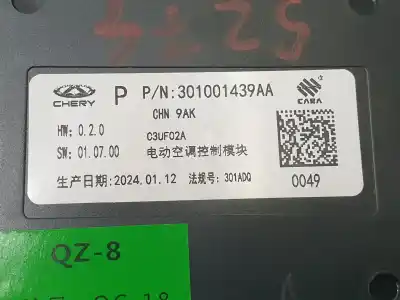 5274
CHERY P P/N:301001439AA CABA
CHN 9AK
HW: 0.2.0 C3UF02A
SW: 01.07.00 电动空调控制模块
生产日期:2024.01.12 法规号: 301ADQ 0049
QZ-8